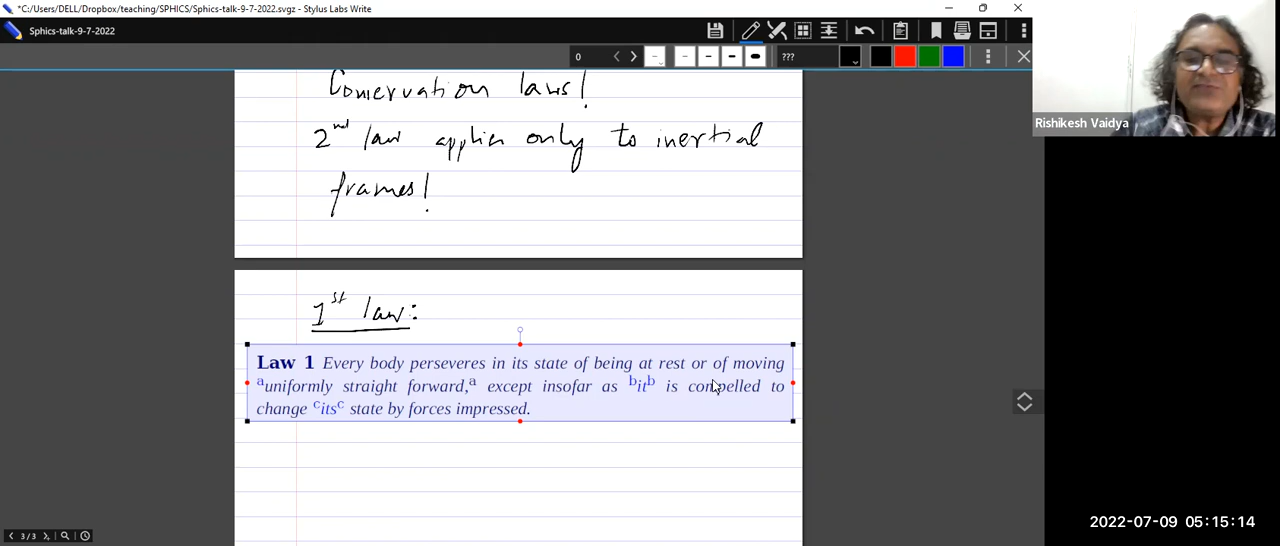 *C:/Users/DELL/Dropbox/teaching/SPHICS/Sphics-talk-9-7-2022.svgz - Stylus Labs Write
Sphics-talk-9-7-2022
0
???
Rishikesh Vaidya
Conservation laws!
2nd law applies only to inertial
frames!
1st law:
Law 1 Every body perseveres in its state of being at rest or of moving
auniformly straight forward,a except insofar as bitb is compelled to
change citsc state by forces impressed.
3/3
2022-07-09 05:15:14